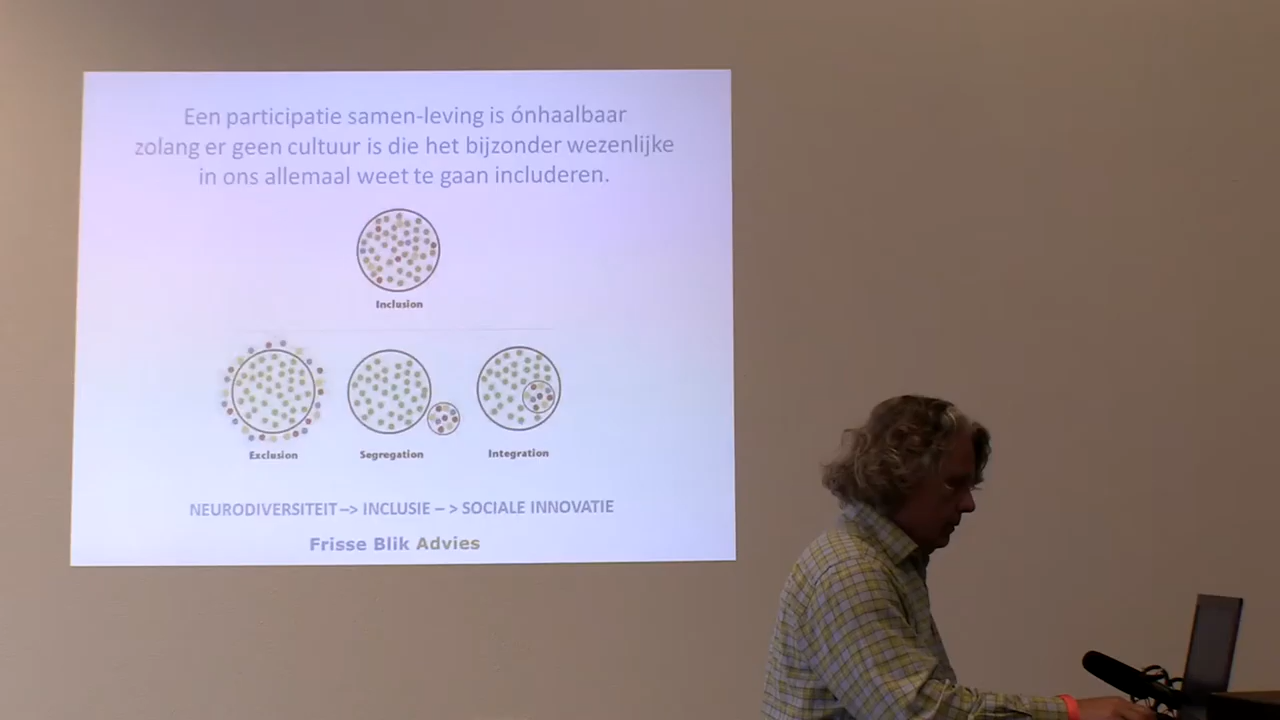 Een participatie samen-leving is ónhaalbaar
zolang er geen cultuur is die het bijzonder wezenlijke
in ons allemaal weet te gaan includeren.
Inclusion
Exclusion
Segregation
Integration
NEURODIVERSITEIT –> INCLUSIE – > SOCIALE INNOVATIE
Frisse Blik Advies